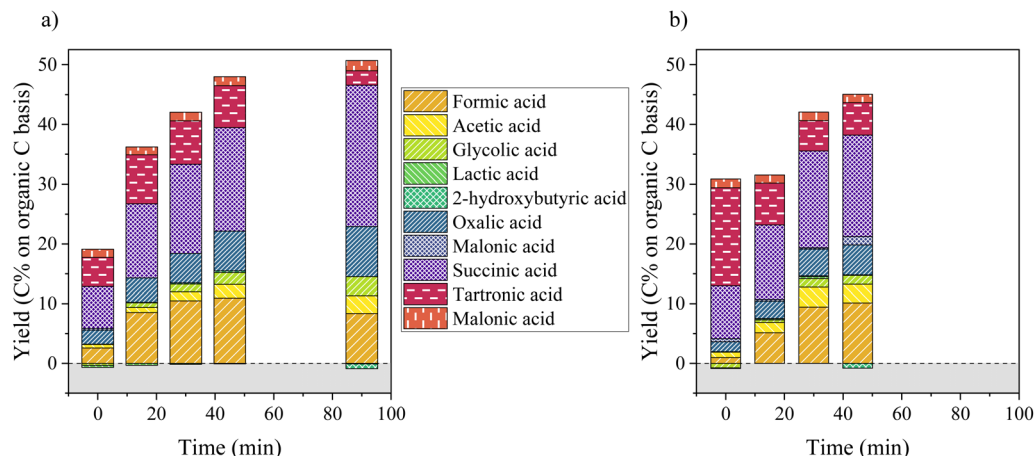 a)
b)
Yield (C% on organic C basis)
50
40
30
20
10
0
0
20
40
60
80
100
Time (min)
Formic acid
Acetic acid
Glycolic acid
Lactic acid
2-hydroxybutyric acid
Oxalic acid
Malonic acid
Succinic acid
Tartronic acid
Malonic acid
Yield (C% on organic C basis)
50
40
30
20
10
0
0
20
40
60
80
100
Time (min)